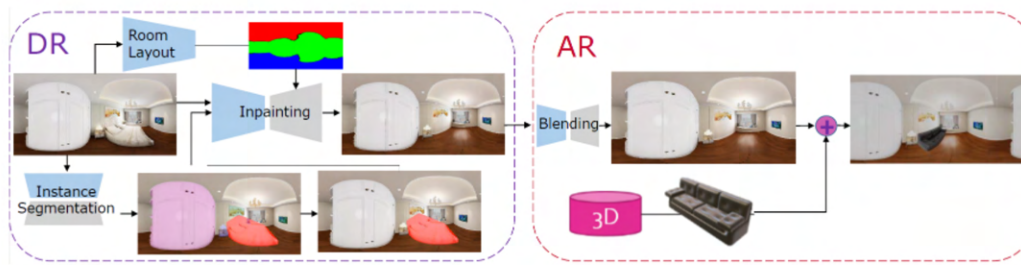 DR
Room
Layout
Inpainting
Instance
Segmentation
AR
Blending
3D